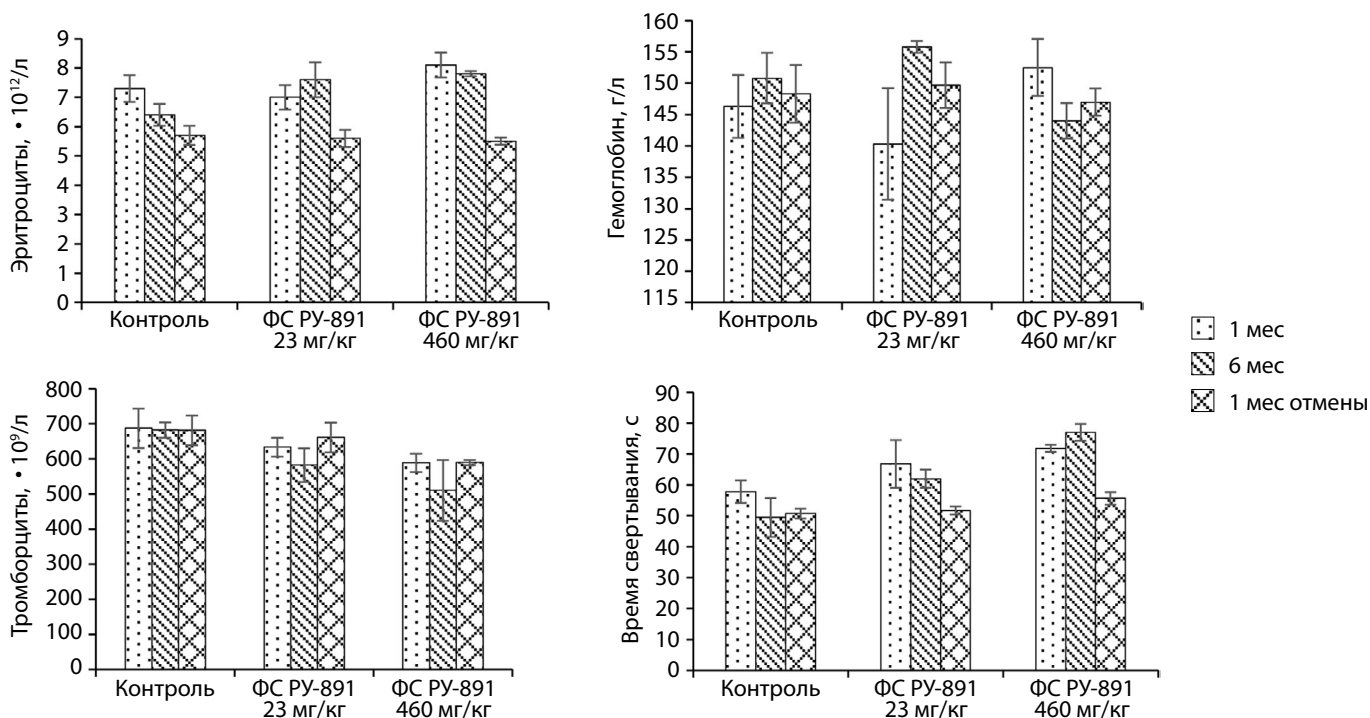 Эритроциты, • 10¹²/л
9
8
7
6
5
4
3
2
1
0
Контроль
ФС РУ-891
23 мг/кг
ФС РУ-891
460 мг/кг
Гемоглобин, г/л
160
155
150
145
140
135
130
125
120
115
Контроль
ФС РУ-891
23 мг/кг
ФС РУ-891
460 мг/кг
1 мес
6 мес
1 мес отмены
Тромборциты, • 10⁹/л
800
700
600
500
400
300
200
100
0
Контроль
ФС РУ-891
23 мг/кг
ФС РУ-891
460 мг/кг
Время свертывания, с
90
80
70
60
50
40
30
20
10
0
Контроль
ФС РУ-891
23 мг/кг
ФС РУ-891
460 мг/кг